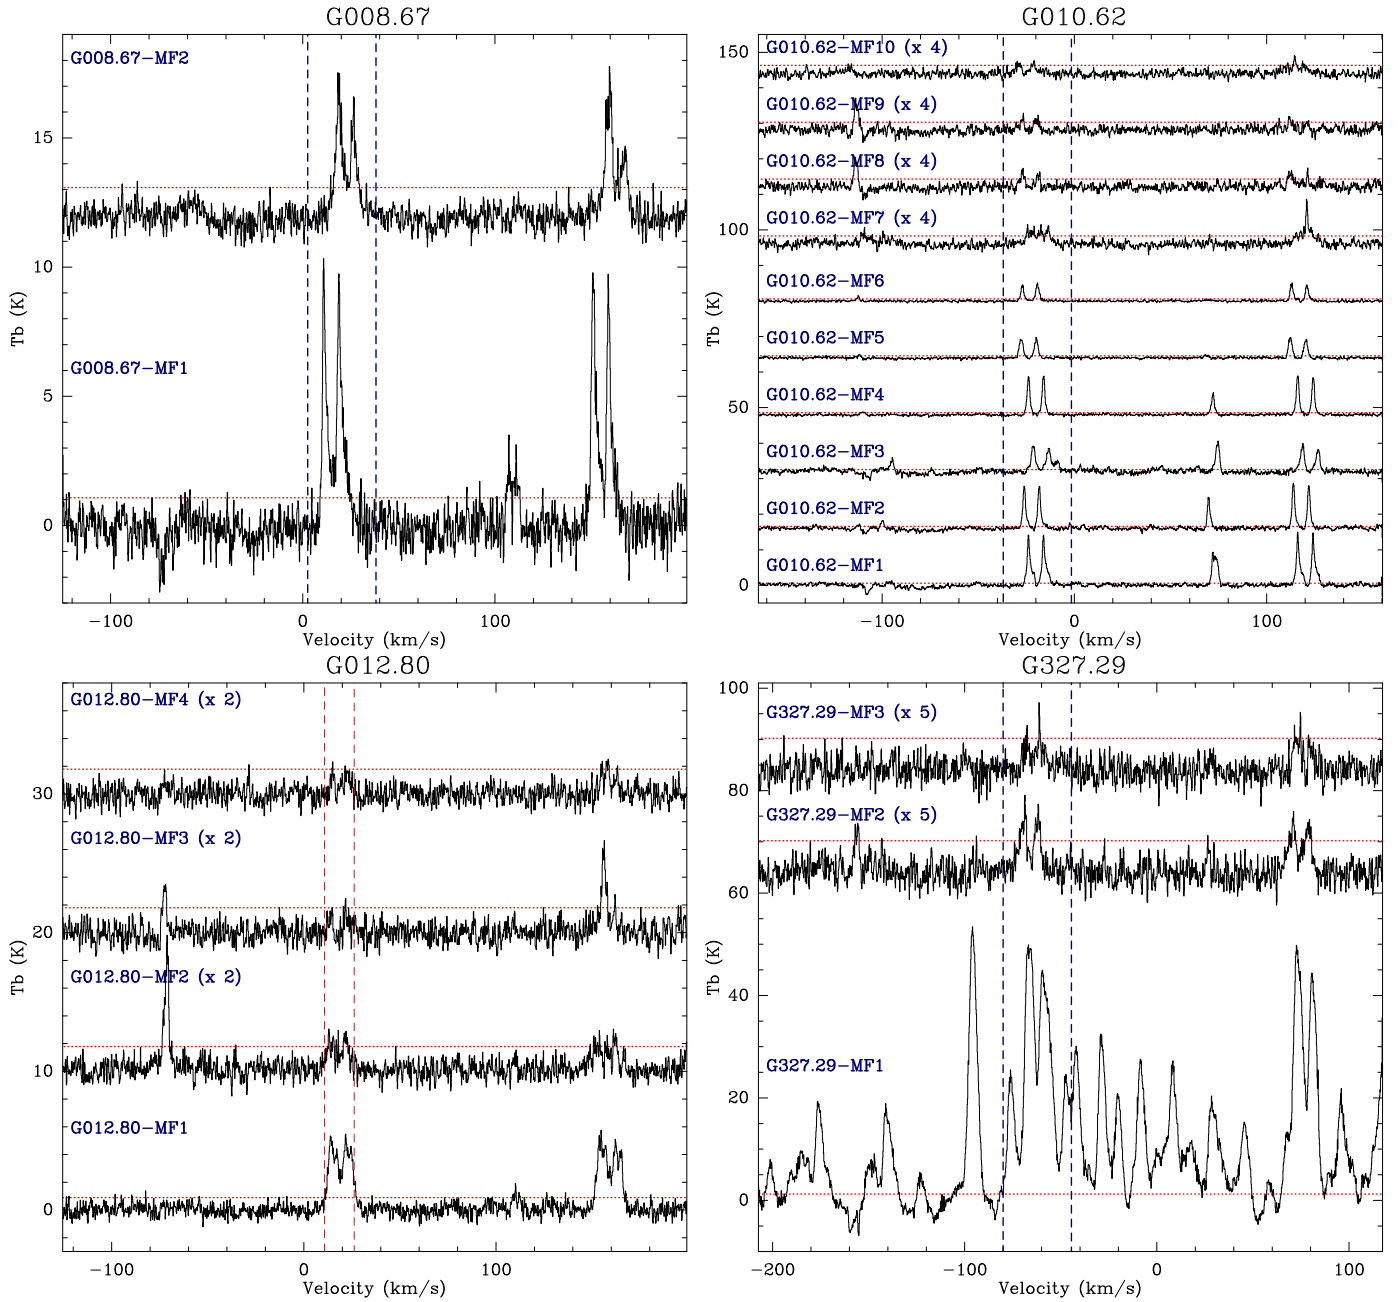 G008.67
G008.67-MF2
G008.67-MF1
15
10
5
0
Tb (K)
-100
0
100
Velocity (km/s)
G010.62
G010.62-MF10 (x 4)
G010.62-MF9 (x 4)
G010.62-MF8 (x 4)
G010.62-MF7 (x 4)
G010.62-MF6
G010.62-MF5
G010.62-MF4
G010.62-MF3
G010.62-MF2
G010.62-MF1
150
100
50
0
Tb (K)
-100
0
100
Velocity (km/s)
G012.80
G012.80-MF4 (x 2)
G012.80-MF3 (x 2)
G012.80-MF2 (x 2)
G012.80-MF1
30
20
10
0
Tb (K)
-100
0
100
Velocity (km/s)
G327.29
G327.29-MF3 (x 5)
G327.29-MF2 (x 5)
G327.29-MF1
100
80
60
40
20
0
Tb (K)
-200
-100
0
100
Velocity (km/s)